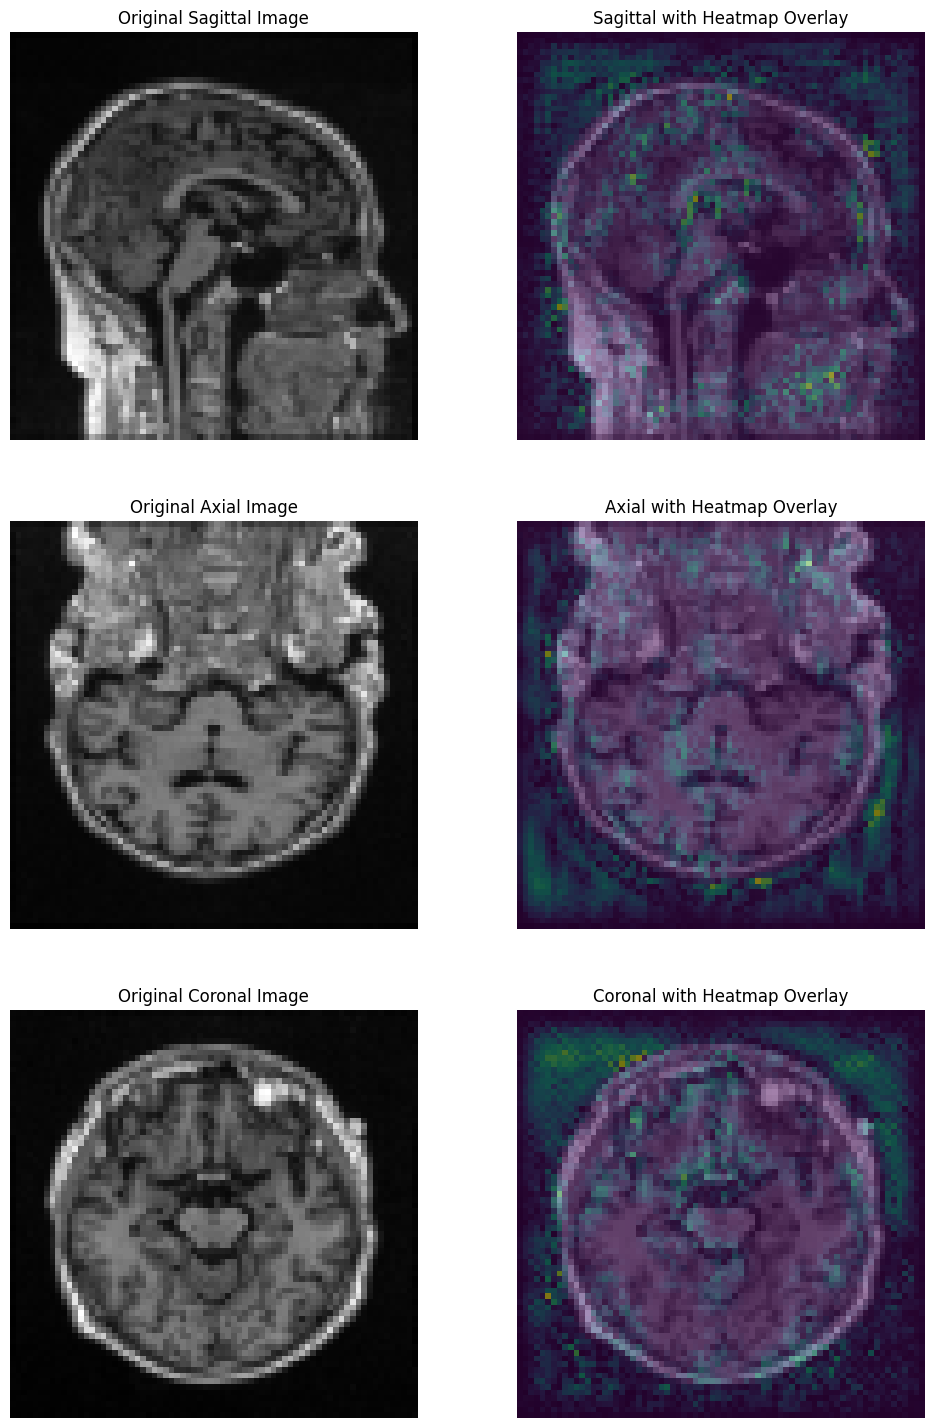 Original Sagittal Image
Sagittal with Heatmap Overlay
Original Axial Image
Axial with Heatmap Overlay
Original Coronal Image
Coronal with Heatmap Overlay